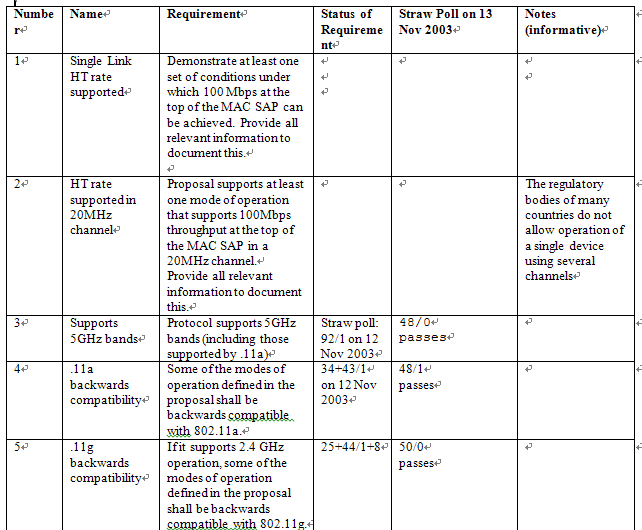 Numbe
r
Name
Requirement
Status of
Requireme
nt
Straw Poll on 13
Nov 2003
Notes
(informative)
1
Single Link
HT rate
supported
Demonstrate at least one
set of conditions under
which 100 Mbps at the
top of the MAC SAP can
be achieved. Provide all
relevant information to
document this.
2
HT rate
supported in
20MHz
channel
Proposal supports at least
one mode of operation
that supports 100Mbps
throughput at the top of
the MAC SAP in a
20MHz channel.
Provide all relevant
information to document
this.
The regulatory
bodies of many
countries do not
allow operation of
a single device
using several
channels
3
Supports
5GHz bands
Protocol supports 5GHz
bands (including those
supported by .11a)
Straw poll:
92/1 on 12
Nov 2003
48/0
passes
4
.11a
backwards
compatibility
Some of the modes of
operation defined in the
proposal shall be
backwards compatible
with 802.11a.
34+43/1
on 12 Nov
2003
48/1
passes
5
.11g
backwards
compatibility
If it supports 2.4 GHz
operation, some of the
modes of operation
defined in the proposal
shall be backwards
compatible with 802.11g.
25+44/1+8
50/0
passes